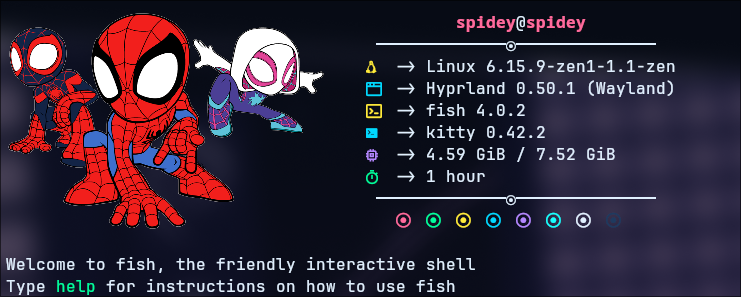 spidey@spidey
→ Linux 6.15.9-zen1-1.1-zen
→ Hyprland 0.50.1 (Wayland)
→ fish 4.0.2
→ kitty 0.42.2
→ 4.59 GiB / 7.52 GiB
→ 1 hour
Welcome to fish, the friendly interactive shell
Type help for instructions on how to use fish